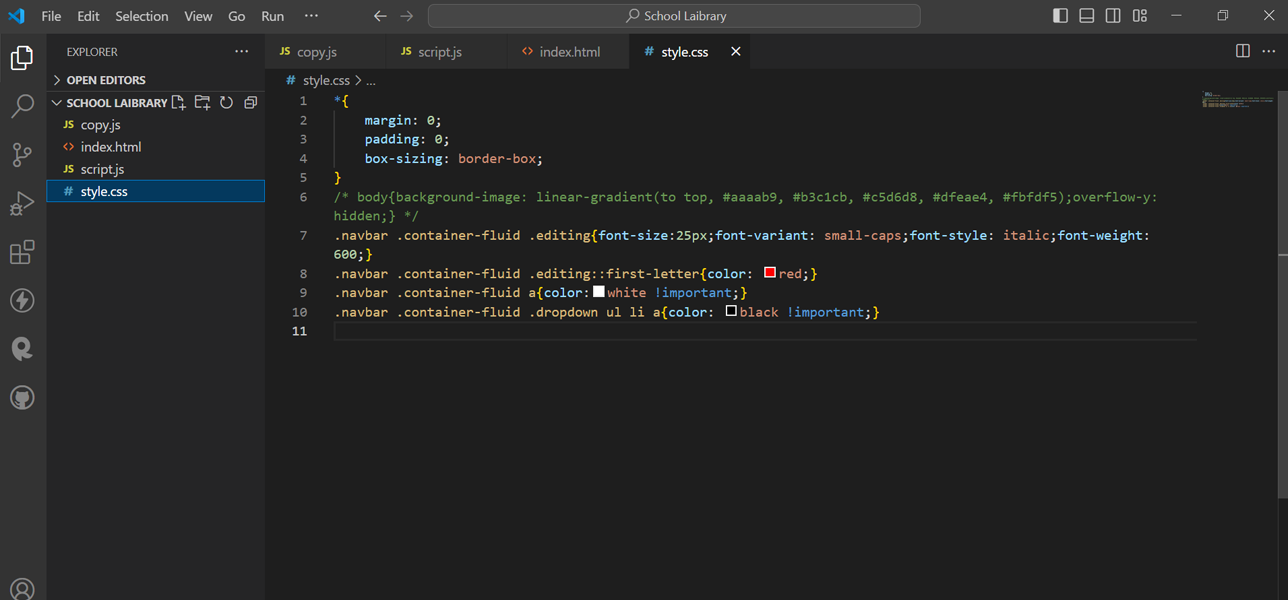 File Edit Selection View Go Run ··· School Laibrary
EXPLORER ···
OPEN EDITORS
SCHOOL LAIBRARY
JS copy.js
<> index.html
JS script.js
# style.css
JS copy.js JS script.js <> index.html # style.css ···
# style.css > ...
1 *{
2 margin: 0;
3 padding: 0;
4 box-sizing: border-box;
5 }
6 /* body{background-image: linear-gradient(to top, #aaaab9, #b3c1cb, #c5d6d8, #dfeae4, #fbfdf5);overflow-y:
hidden;} */
7 .navbar .container-fluid .editing{font-size:25px;font-variant: small-caps;font-style: italic;font-weight:
600;}
8 .navbar .container-fluid .editing::first-letter{color: red;}
9 .navbar .container-fluid a{color:white !important;}
10 .navbar .container-fluid .dropdown ul li a{color: black !important;}
11